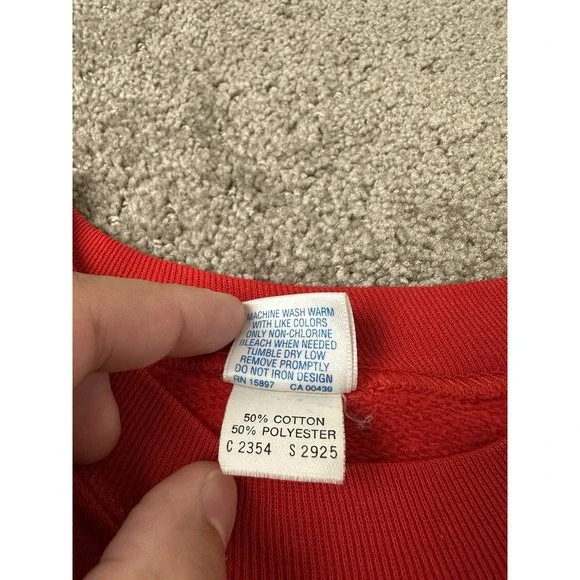 MACHINE WASH WARM
WITH LIKE COLORS
ONLY NON-CHLORINE
BLEACH WHEN NEEDED
TUMBLE DRY LOW
REMOVE PROMPTLY
DO NOT IRON DESIGN
RN 15897 CA 00439
50% COTTON
50% POLYESTER
C 2354 S 2925